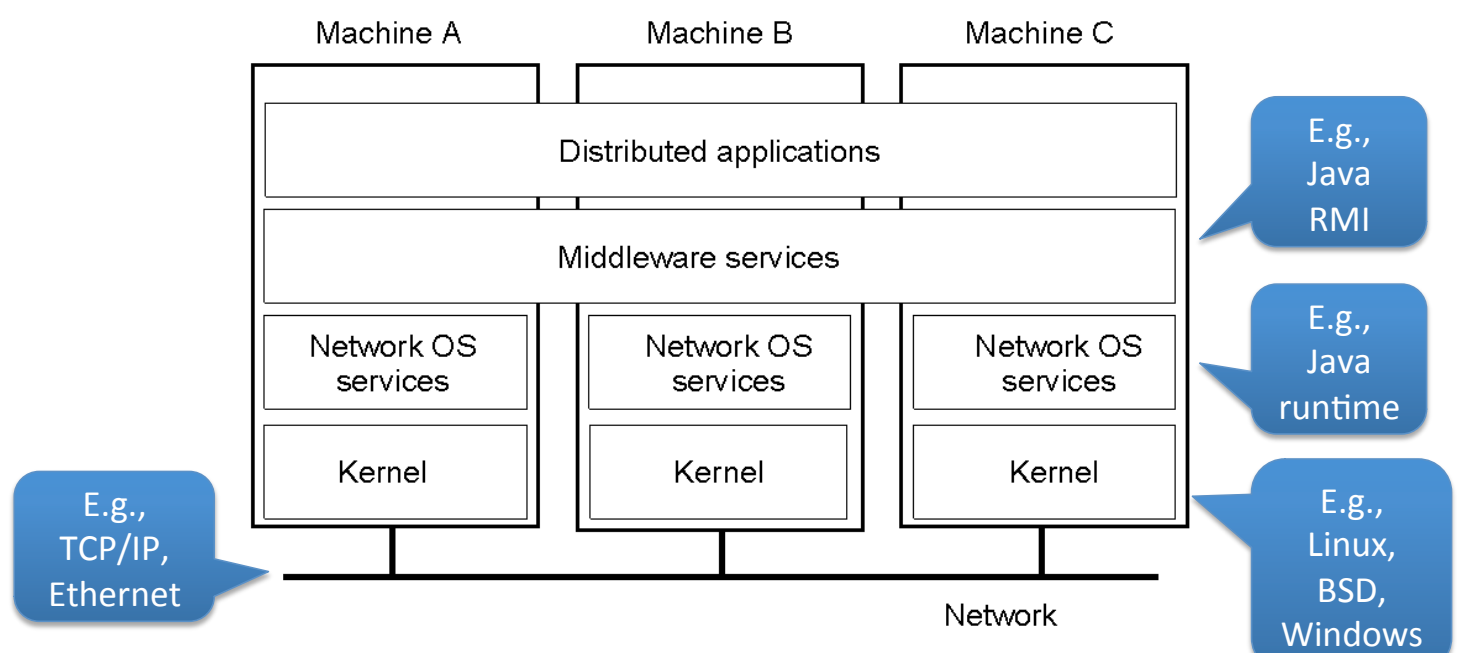 Machine A
Machine B
Machine C
Distributed applications
E.g.,
Java
RMI
Middleware services
Network OS
services
Network OS
services
Network OS
services
E.g.,
Java
runtime
Kernel
Kernel
Kernel
E.g.,
TCP/IP,
Ethernet
E.g.,
Linux,
BSD,
Windows
Network